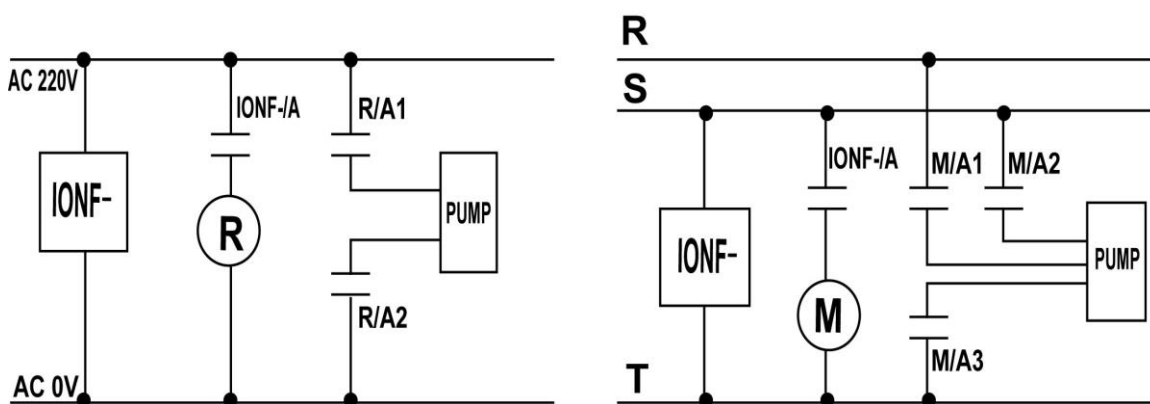 AC 220V
IONF-/A
R/A1
IONF-
R
PUMP
R/A2
AC 0V
R
S
IONF-/A
M/A1
M/A2
IONF-
M
PUMP
M/A3
T